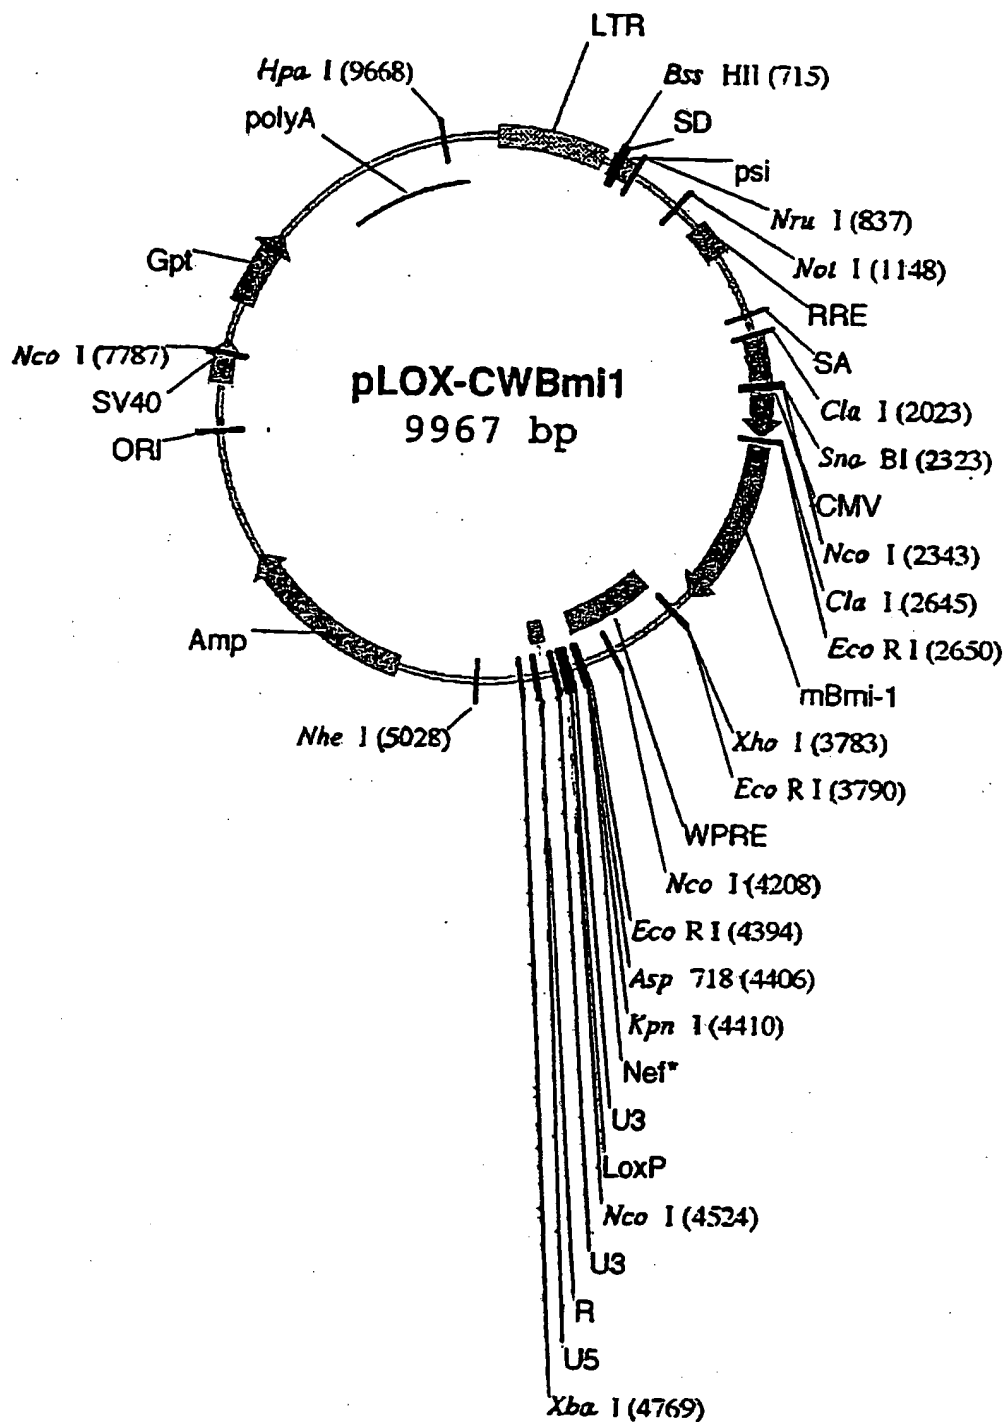 LTR
Hpa I (9668)
Bss HII (715)
polyA
SD
psi
Nru I (837)
Gpt
Not I (1148)
RRE
Nco I (7787)
SA
pLOX-CWBmi1
SV40
Cla I (2023)
9967 bp
ORI
Sna BI (2323)
CMV
Nco I (2343)
Cla I (2645)
Amp
Eco R I (2650)
mBmi-1
Nhe I (5028)
Xho I (3783)
Eco R I (3790)
WPRE
Nco I (4208)
Eco R I (4394)
Asp 718 (4406)
Kpn I (4410)
Nef*
U3
LoxP
Nco I (4524)
U3
R
U5
Xba I (4769)